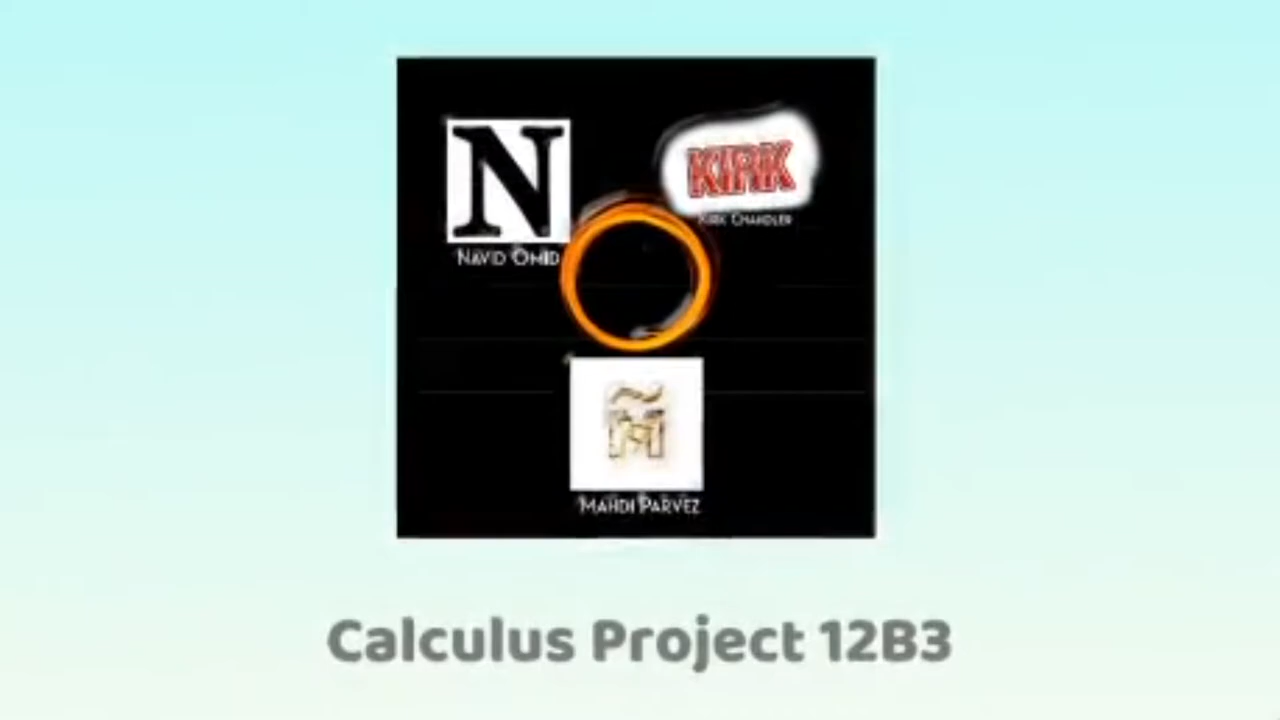 N
KIRK
KIRK CHANDLER
NAVID OMID
M̃
MAHDI PARVEZ
Calculus Project 12B3